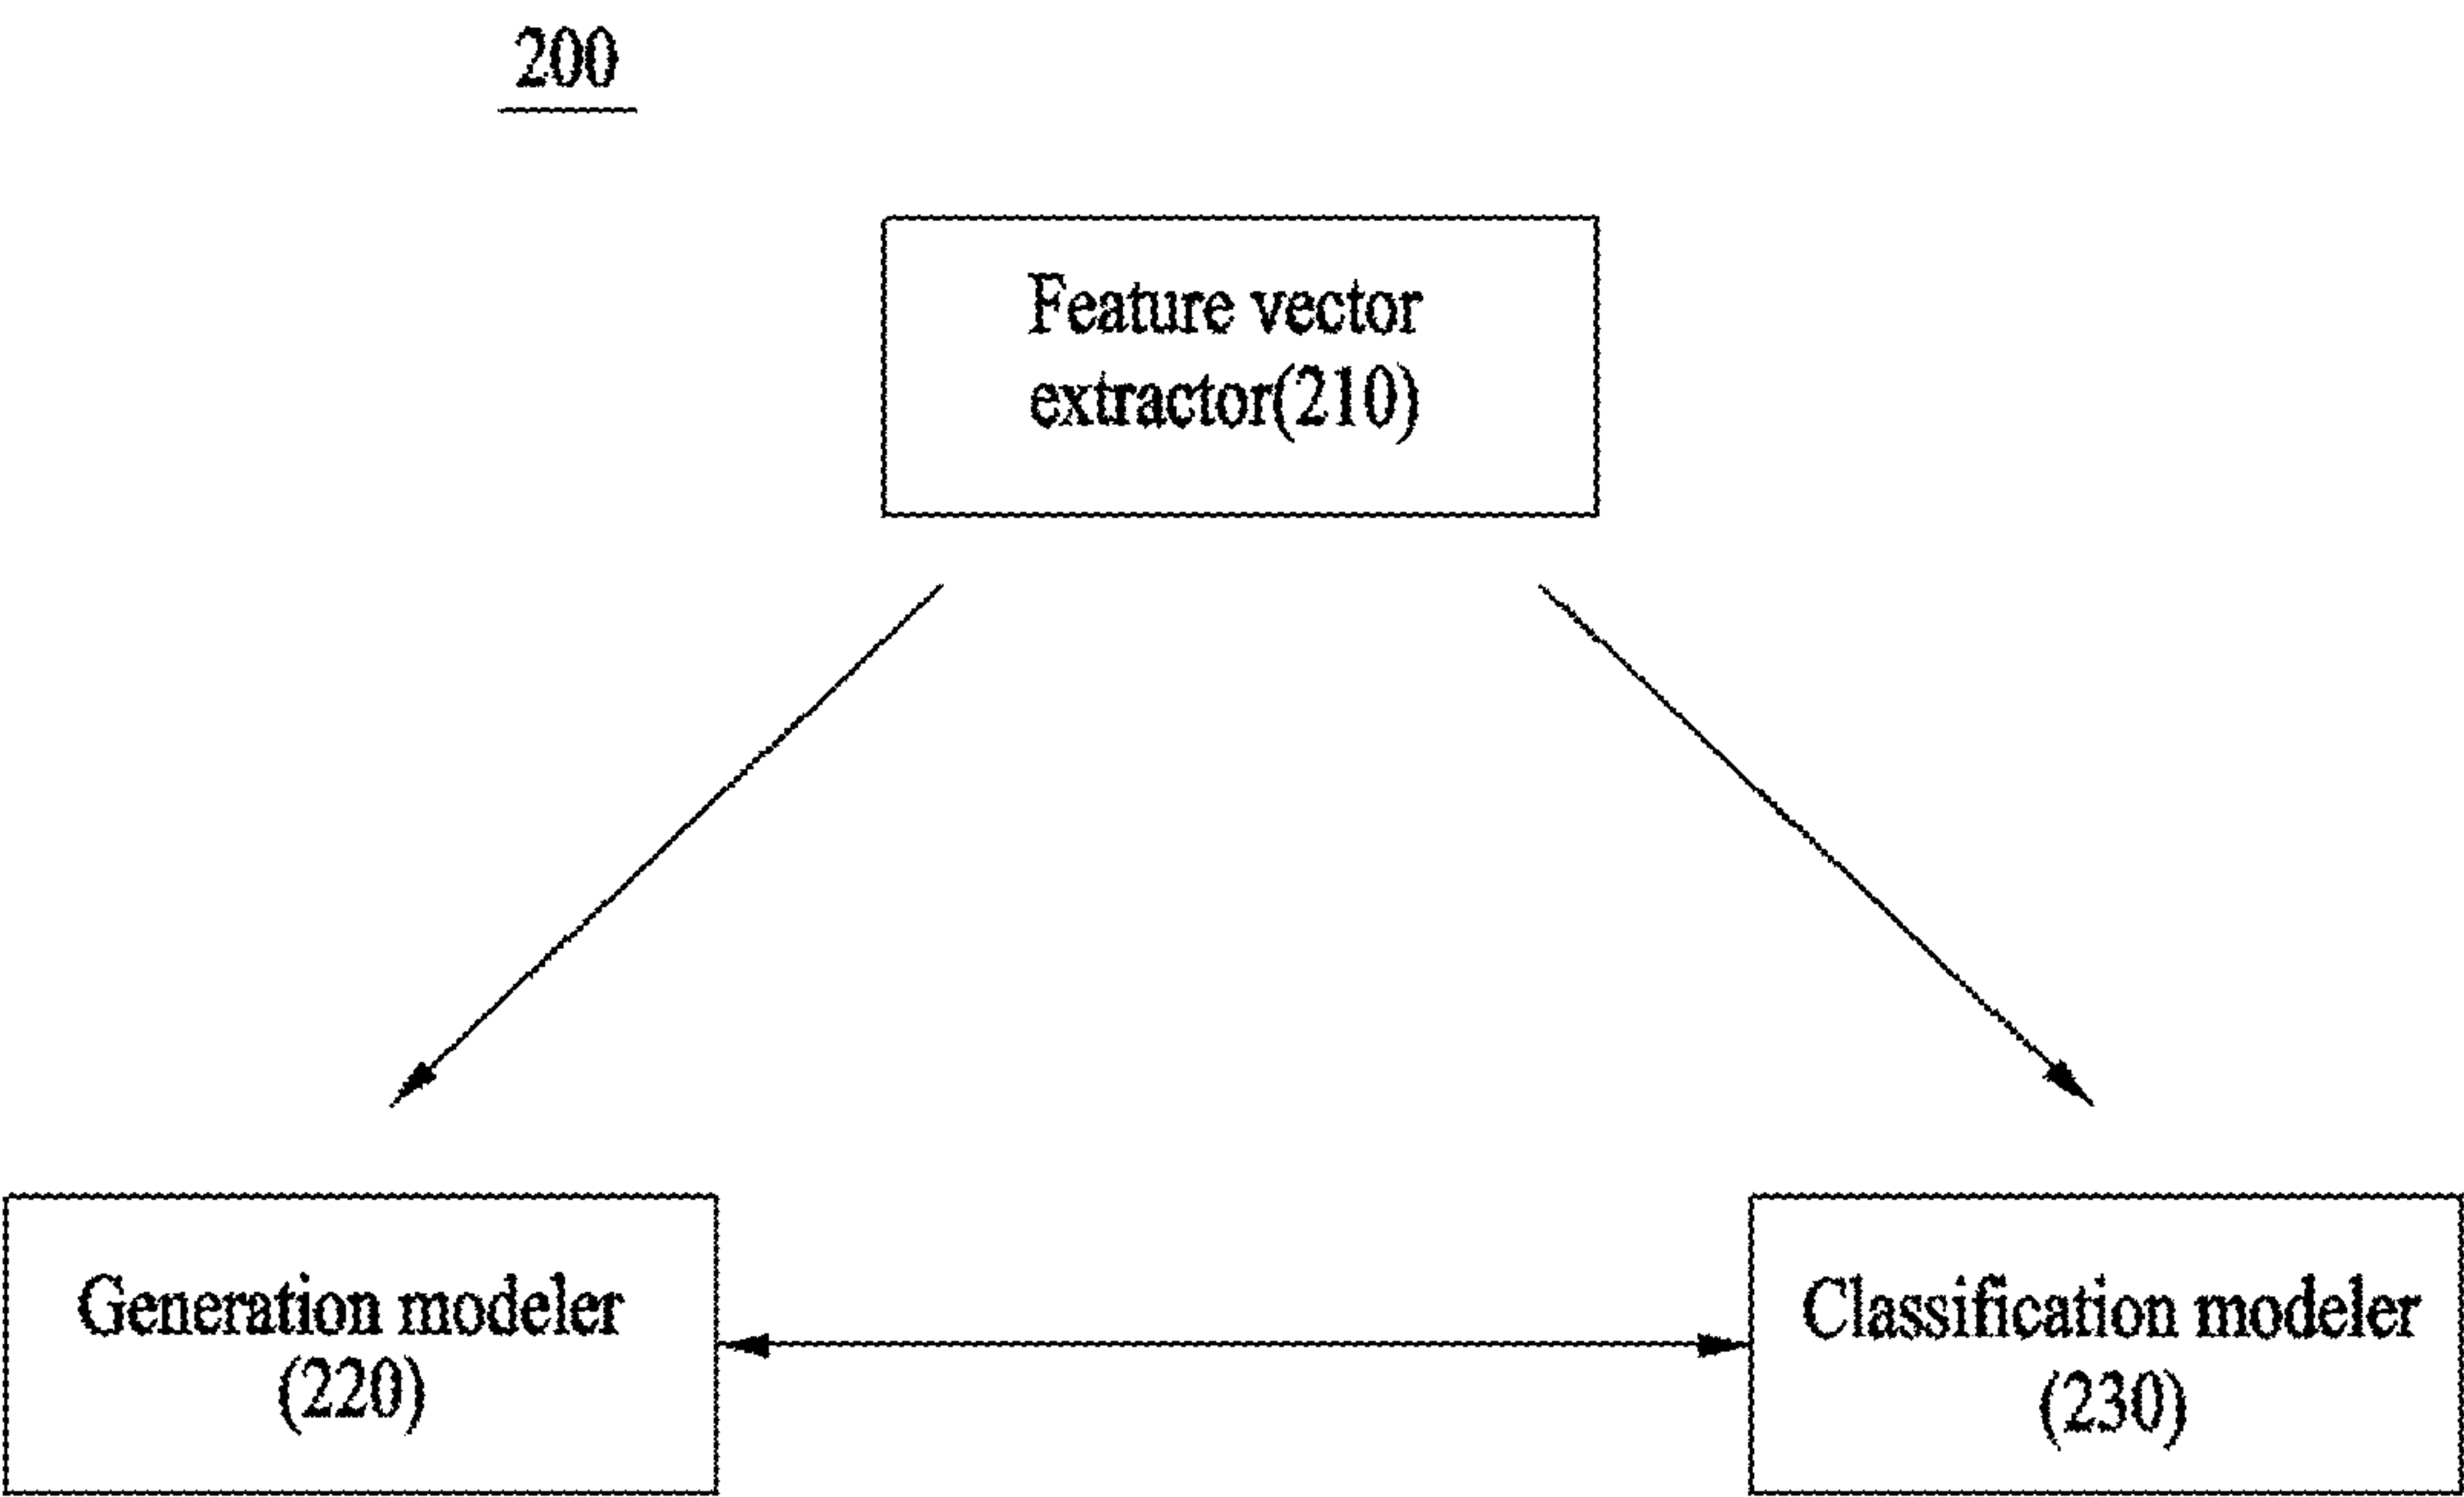 200
Feature vector
extractor(210)
Generation modeler
(220)
Classification modeler
(230)